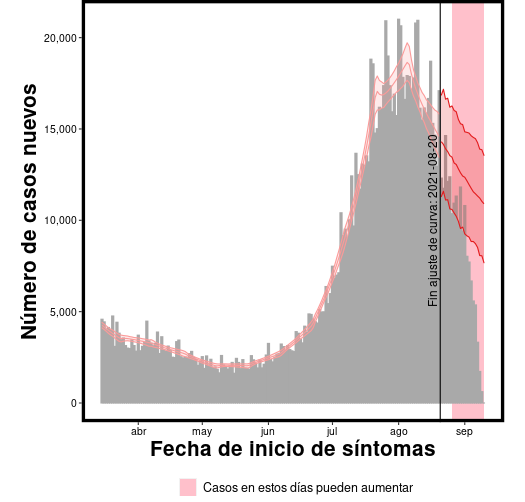 Número de casos nuevos
20,000
15,000
10,000
5,000
0
Fin ajuste de curva: 2021-08-20
abr may jun jul ago sep
Fecha de inicio de síntomas
Casos en estos días pueden aumentar